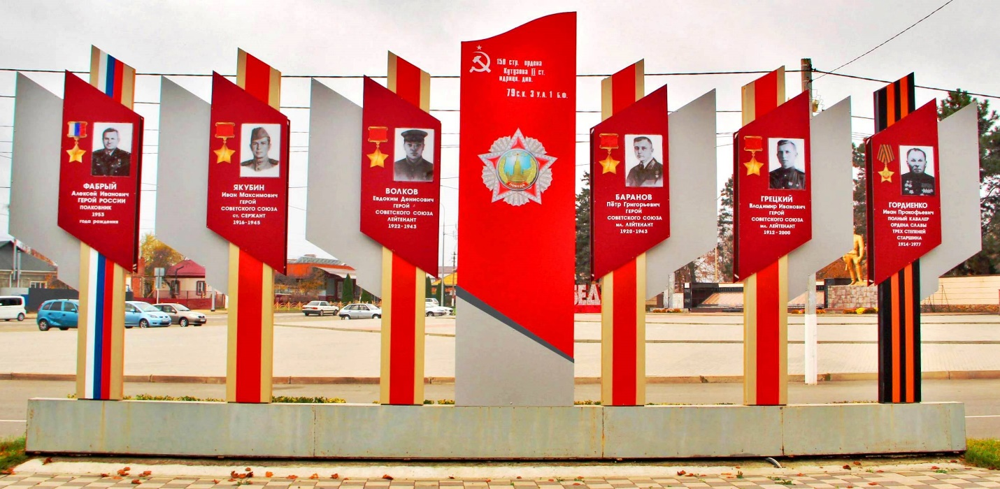 ФАБРЫЙ
Алексей Иванович
ГЕРОЙ РОССИИ
ПОЛКОВНИК
1953
года рождения
ЯКУБИН
Иван Максимович
ГЕРОЙ
СОВЕТСКОГО СОЮЗА
ст. СЕРЖАНТ
1916-1945
ВОЛКОВ
Евдоким Денисович
ГЕРОЙ
СОВЕТСКОГО СОЮЗА
ЛЕЙТЕНАНТ
1922-1943
150 стр. ордена
Кутузова II ст.
идрицк. див.
79 С.К. 3 У.А. 1 Б.Ф.
ПОБЕДА
БАРАНОВ
Пётр Григорьевич
ГЕРОЙ
СОВЕТСКОГО СОЮЗА
мл. ЛЕЙТЕНАНТ
1920-1943
ГРЕЦКИЙ
Владимир Иванович
ГЕРОЙ
СОВЕТСКОГО СОЮЗА
мл. ЛЕЙТЕНАНТ
1912-2000
ГОРДИЕНКО
Иван Прокофьевич
ПОЛНЫЙ КАВАЛЕР
ОРДЕНА СЛАВЫ
ТРЕХ СТЕПЕНЕЙ
СТАРШИНА
1914-1977